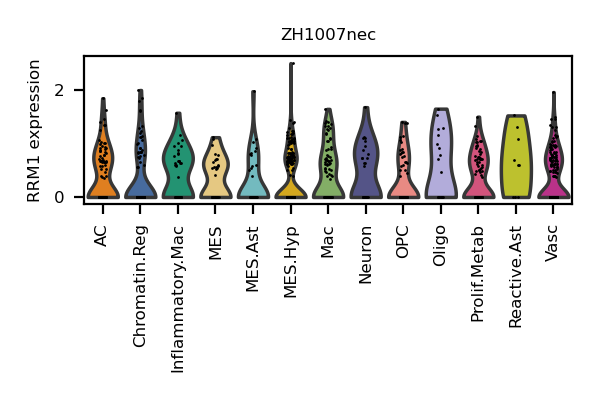 ZH1007nec
RRM1 expression
2
0
AC
Chromatin.Reg
Inflammatory.Mac
MES
MES.Ast
MES.Hyp
Mac
Neuron
OPC
Oligo
Prolif.Metab
Reactive.Ast
Vasc